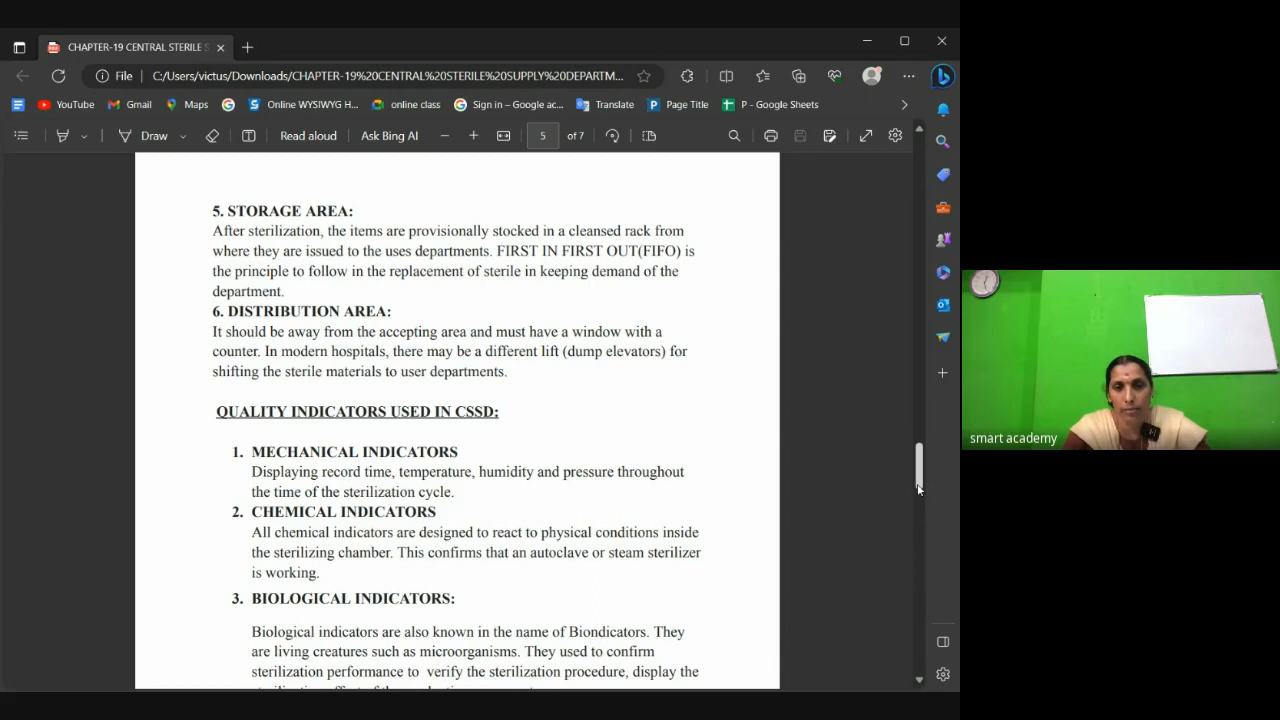 CHAPTER-19 CENTRAL STERILE S
File
C:/Users/victus/Downloads/CHAPTER-19%20CENTRAL%20STERILE%20SUPPLY%20DEPARTM...
YouTube
Gmail
Maps
Online WYSIWYG H...
online class
Sign in – Google ac...
Translate
Page Title
P - Google Sheets
Draw
Read aloud
Ask Bing AI
5
of 7
5. STORAGE AREA:
After sterilization, the items are provisionally stocked in a cleansed rack from
where they are issued to the uses departments. FIRST IN FIRST OUT(FIFO) is
the principle to follow in the replacement of sterile in keeping demand of the
department.
6. DISTRIBUTION AREA:
It should be away from the accepting area and must have a window with a
counter. In modern hospitals, there may be a different lift (dump elevators) for
shifting the sterile materials to user departments.
QUALITY INDICATORS USED IN CSSD:
1. MECHANICAL INDICATORS
Displaying record time, temperature, humidity and pressure throughout
the time of the sterilization cycle.
2. CHEMICAL INDICATORS
All chemical indicators are designed to react to physical conditions inside
the sterilizing chamber. This confirms that an autoclave or steam sterilizer
is working.
3. BIOLOGICAL INDICATORS:
Biological indicators are also known in the name of Biondicators. They
are living creatures such as microorganisms. They used to confirm
sterilization performance to verify the sterilization procedure, display the
smart academy